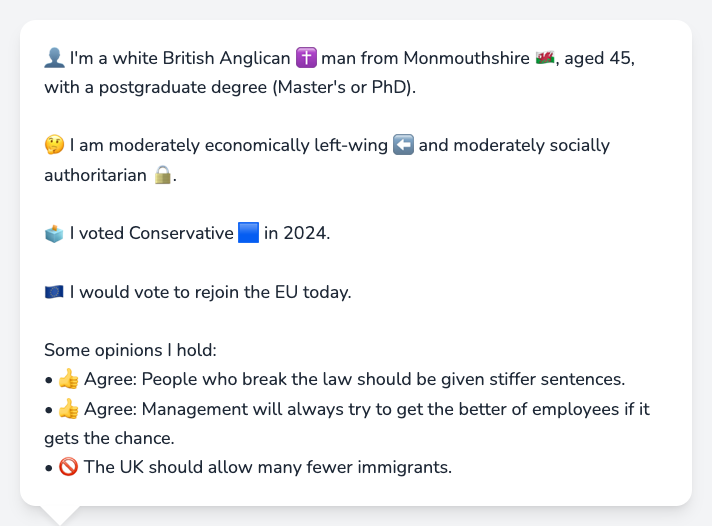 👤 I'm a white British Anglican ✝️ man from Monmouthshire 🏴󠁧󠁢󠁷󠁬󠁳󠁿, aged 45,
with a postgraduate degree (Master's or PhD).
🤔 I am moderately economically left-wing ⬅️ and moderately socially
authoritarian 🔒.
🗳️ I voted Conservative 🟦 in 2024.
🇪🇺 I would vote to rejoin the EU today.
Some opinions I hold:
• 👍 Agree: People who break the law should be given stiffer sentences.
• 👍 Agree: Management will always try to get the better of employees if it
gets the chance.
• 🚫 The UK should allow many fewer immigrants.